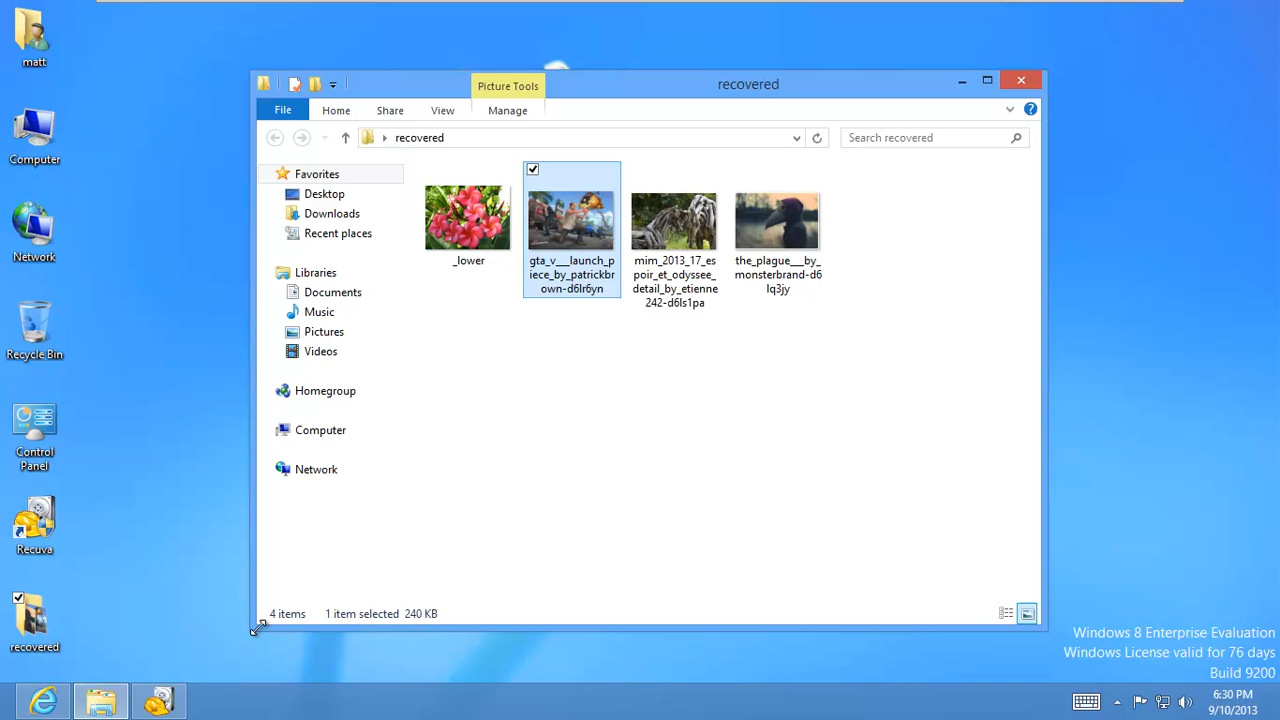 matt
Computer
Network
Recycle Bin
Control
Panel
Recuva
recovered
Picture Tools
recovered
File
Home
Share
View
Manage
recovered
Search recovered
Favorites
Desktop
Downloads
Recent places
Libraries
Documents
Music
Pictures
Videos
Homegroup
Computer
Network
_lower
gta_v___launch_p
iece_by_patrickbr
own-d6lr6yn
mim_2013_17_es
poir_et_odyssee_
detail_by_etienne
242-d6ls1pa
the_plague___by_
monsterbrand-d6
lq3jy
4 items
1 item selected 240 KB
Windows 8 Enterprise Evaluation
Windows License valid for 76 days
Build 9200
6:30 PM
9/10/2013